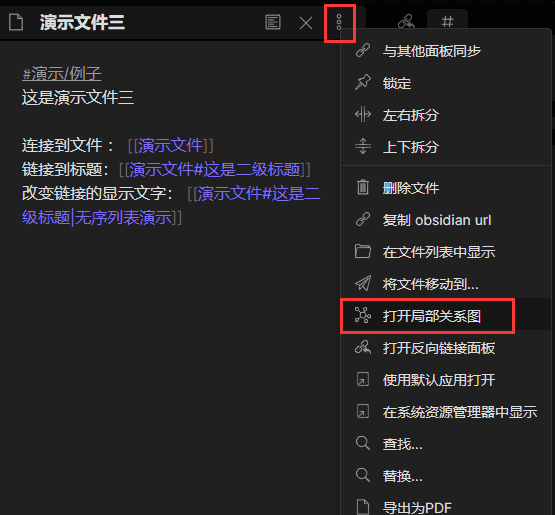 演示文件三
#演示/例子
这是演示文件三
连接到文件： [[演示文件]]
链接到标题：[[演示文件#这是二级标题]]
改变链接的显示文字： [[演示文件#这是二
级标题|无序列表演示]]
#
与其他面板同步
锁定
左右拆分
上下拆分
删除文件
复制 obsidian url
在文件列表中显示
将文件移动到...
打开局部关系图
打开反向链接面板
使用默认应用打开
在系统资源管理器中显示
查找...
替换...
导出为PDF